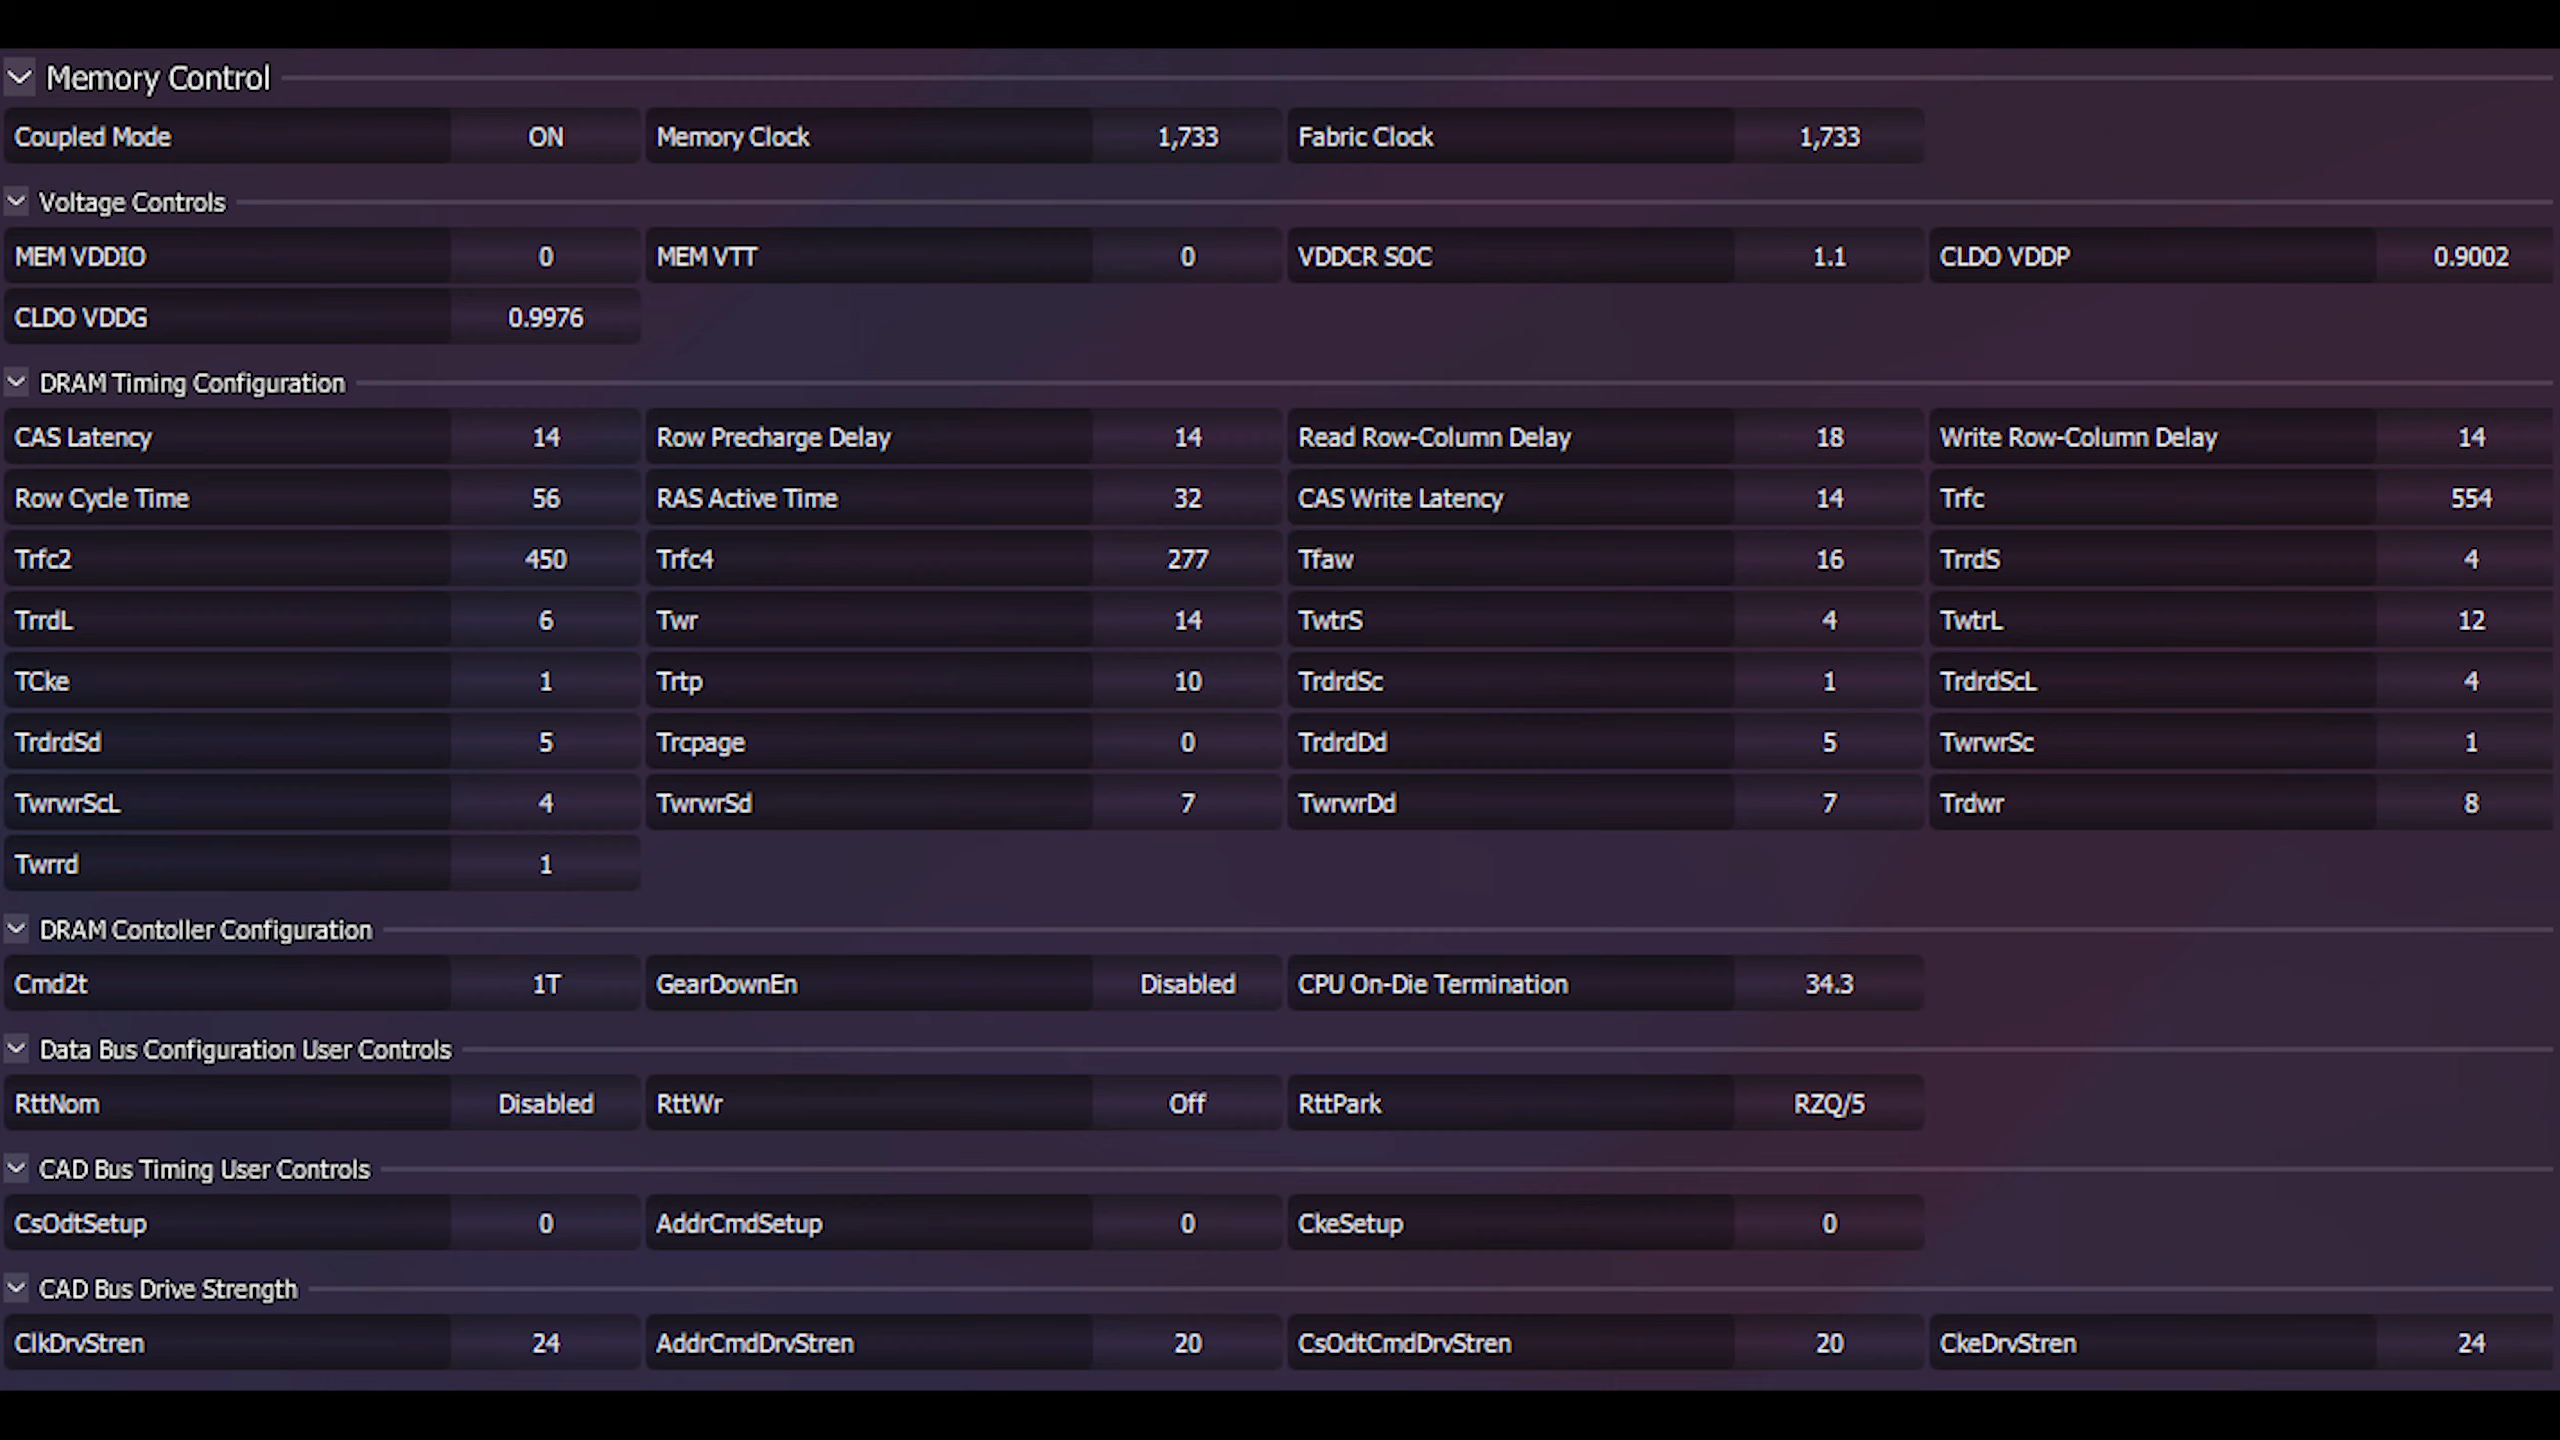 Memory Control
Coupled Mode ON Memory Clock 1,733 Fabric Clock 1,733
Voltage Controls
MEM VDDIO 0 MEM VTT 0 VDDCR SOC 1.1 CLDO VDDP 0.9002
CLDO VDDG 0.9976
DRAM Timing Configuration
CAS Latency 14 Row Precharge Delay 14 Read Row-Column Delay 18 Write Row-Column Delay 14
Row Cycle Time 56 RAS Active Time 32 CAS Write Latency 14 Trfc 554
Trfc2 450 Trfc4 277 Tfaw 16 TrrdS 4
TrrdL 6 Twr 14 TwtrS 4 TwtrL 12
TCke 1 Trtp 10 TrdrdSc 1 TrdrdScL 4
TrdrdSd 5 Trcpage 0 TrdrdDd 5 TwrwrSc 1
TwrwrScL 4 TwrwrSd 7 TwrwrDd 7 Trdwr 8
Twrrd 1
DRAM Contoller Configuration
Cmd2t 1T GearDownEn Disabled CPU On-Die Termination 34.3
Data Bus Configuration User Controls
RttNom Disabled RttWr Off RttPark RZQ/5
CAD Bus Timing User Controls
CsOdtSetup 0 AddrCmdSetup 0 CkeSetup 0
CAD Bus Drive Strength
ClkDrvStren 24 AddrCmdDrvStren 20 CsOdtCmdDrvStren 20 CkeDrvStren 24